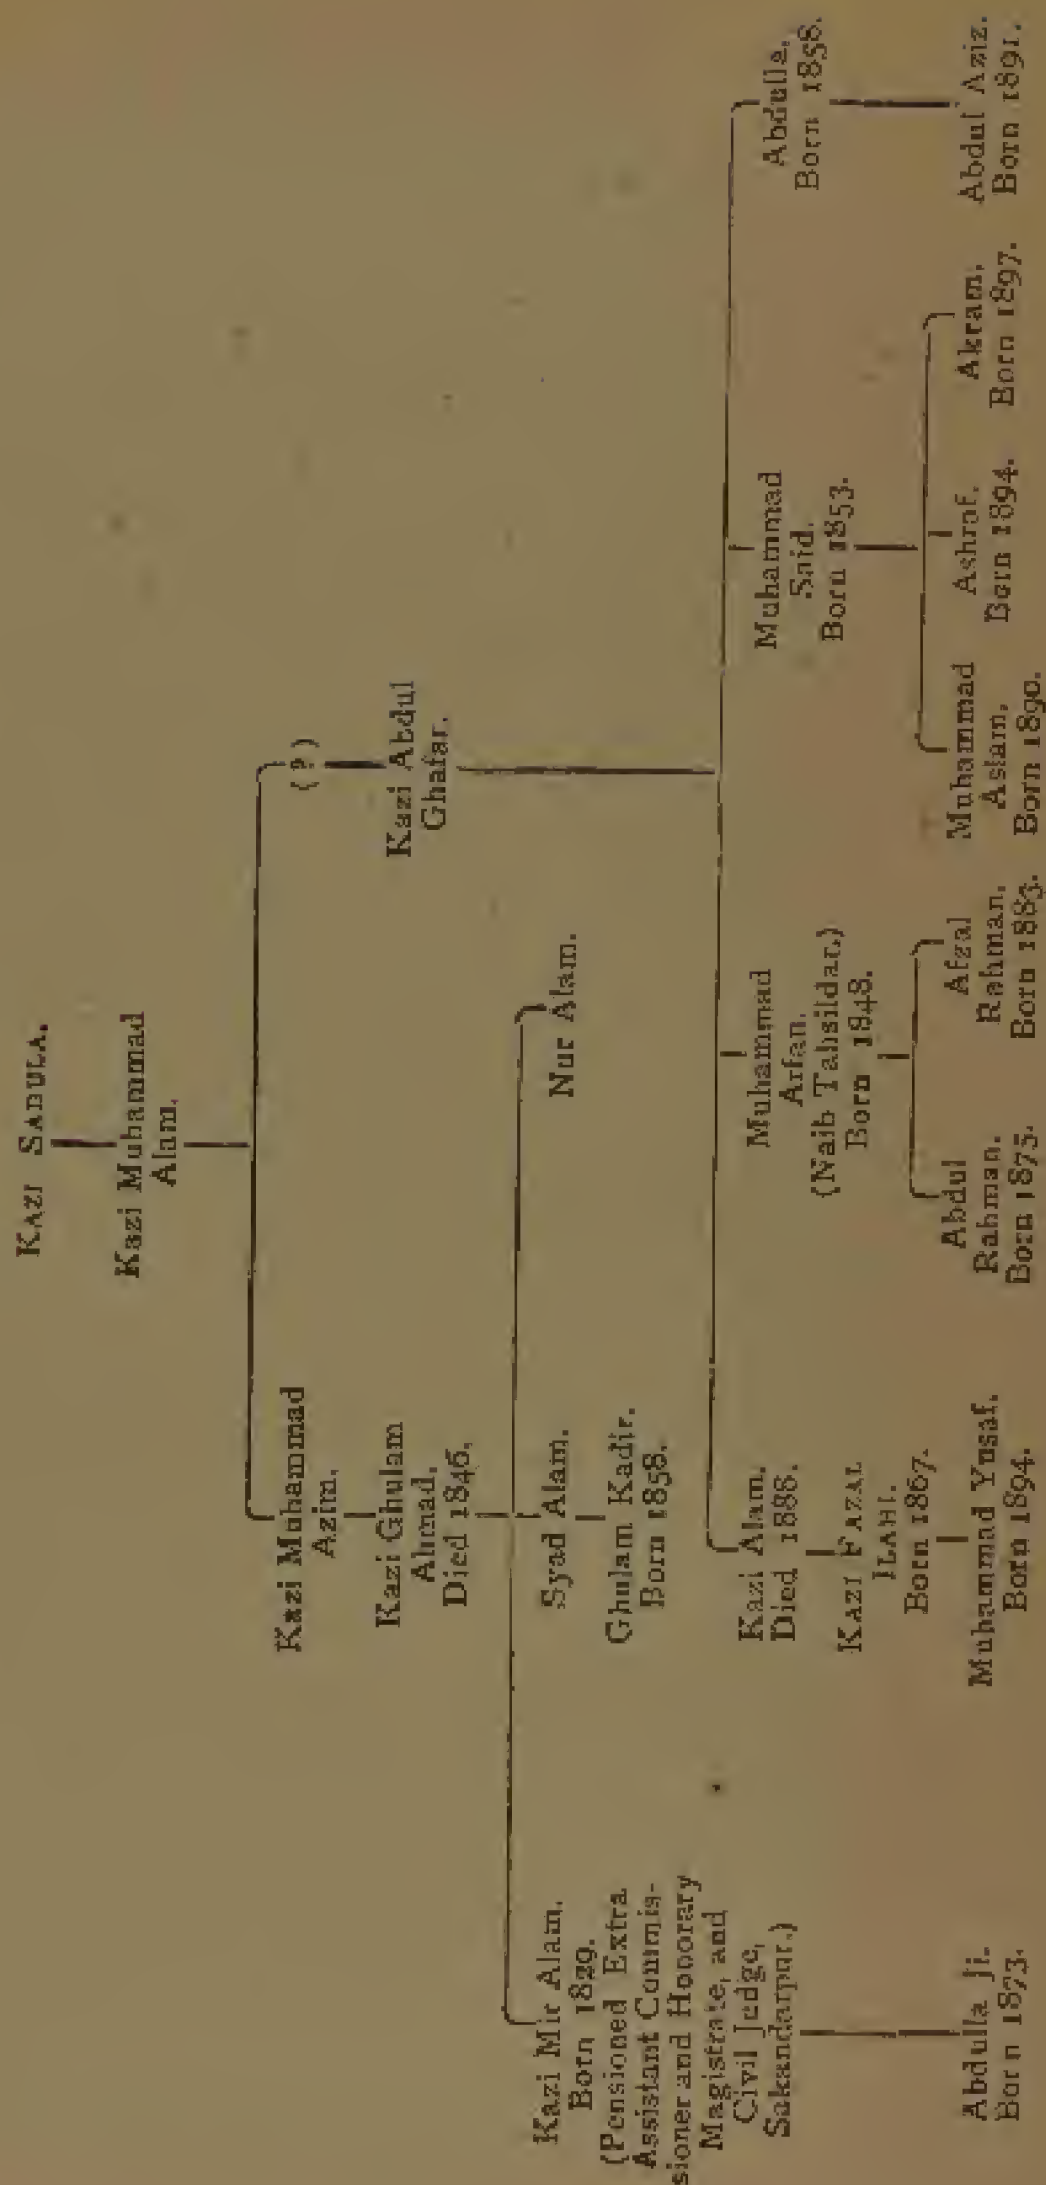 KAZI SADULA.
Kazi Muhammad
Alam.
Kazi Muhammad
Azim.
(?)
Kazi Ghulam
Ahmad.
Died 1846.
Kazi Abdul
Ghafar.
Kazi Mir Alam.
Born 1829.
(Pensioned Extra
Assistant Commis-
sioner and Honorary
Magistrate, and
Civil Judge,
Sakandarpur.)
Syad Alam.
Nur Alam.
Ghulam Kadir.
Born 1858.
Kazi Alam.
Died 1888.
Muhammad
Arfan.
(Naib Tahsildar.)
Born 1848.
Muhammad
Said.
Born 1853.
Abdulla.
Born 1858.
KAZI FAZAL
ILAHI.
Born 1867.
Abdulla Ji.
Born 1873.
Muhammad Yusaf.
Born 1894.
Abdul
Rahman.
Born 1875.
Afzal
Rahman.
Born 1883.
Muhammad
Aslam.
Born 1890.
Ashraf.
Born 1894.
Akram.
Born 1897.
Abdul Aziz.
Born 1891.